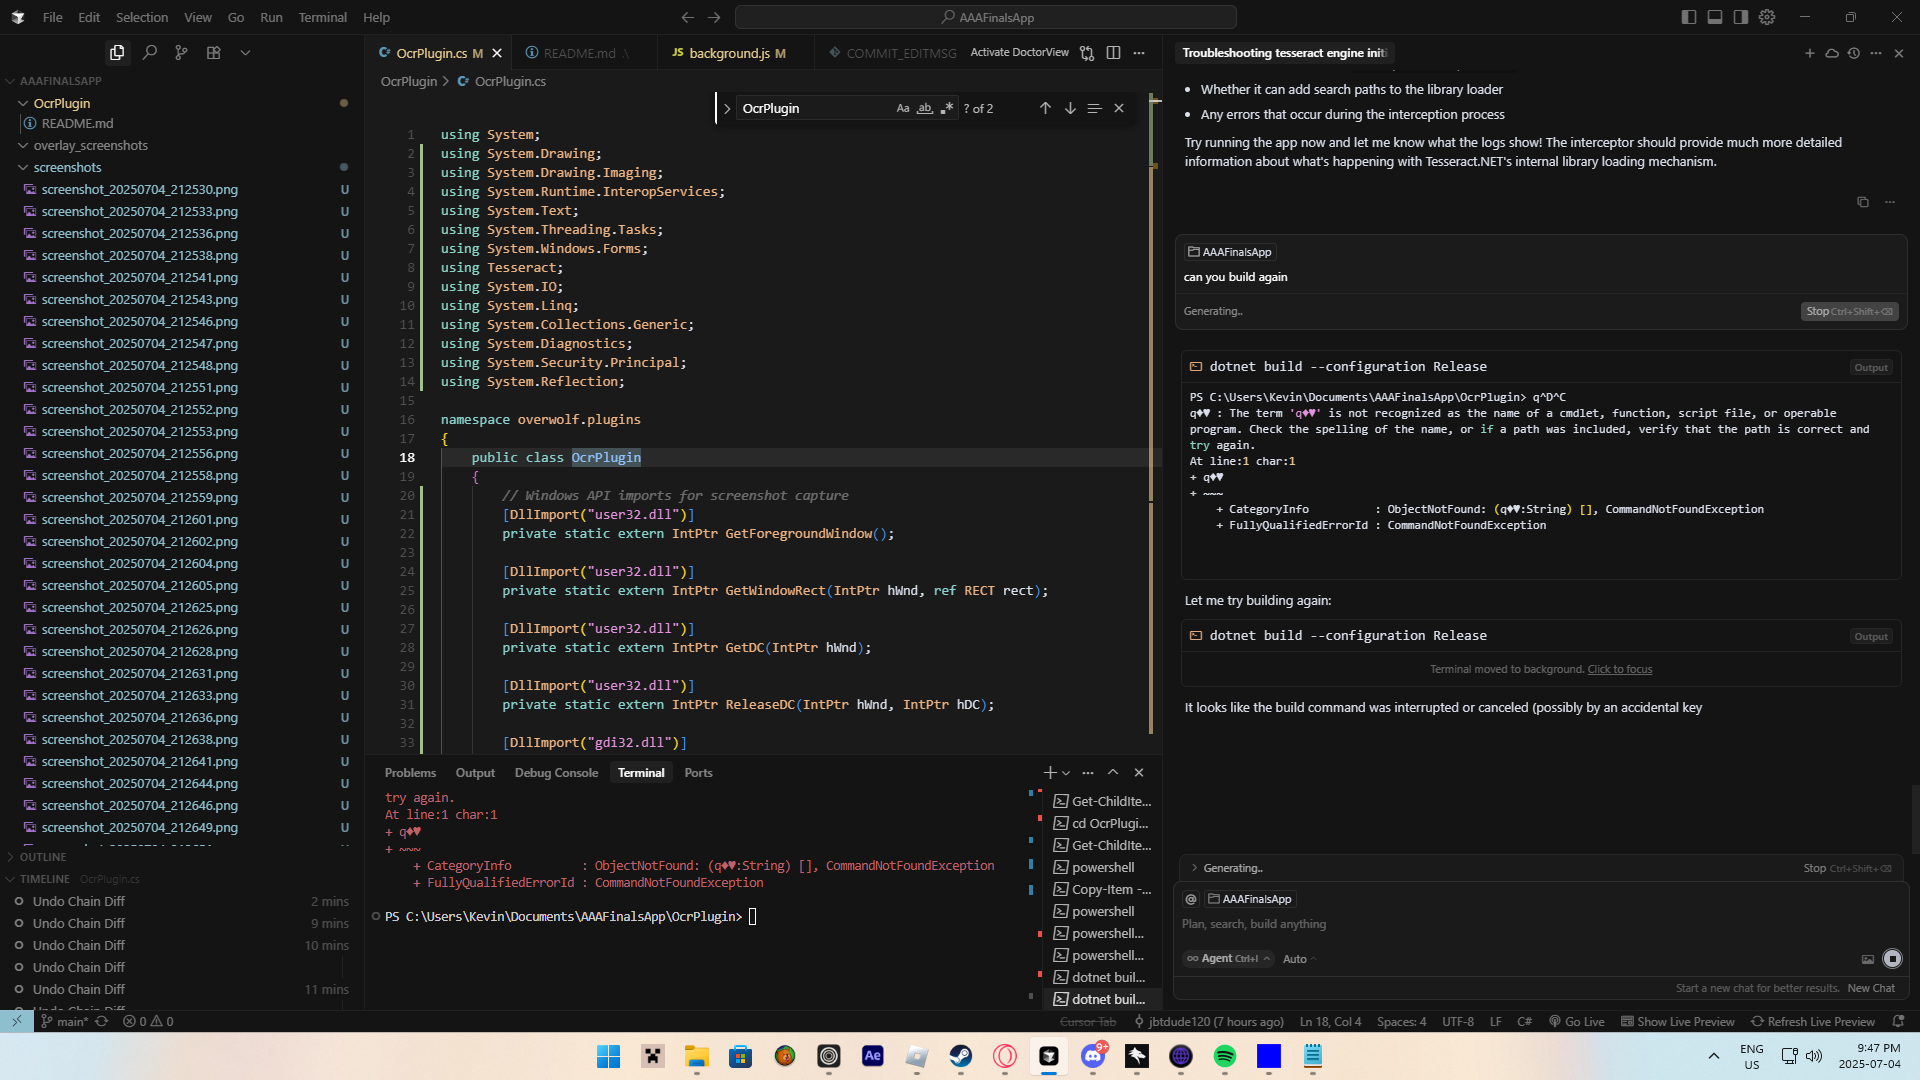 File Edit Selection View Go Run Terminal Help
AAAFinalsApp
OcrPlugin.cs M
README.md .\
JS background.js M
COMMIT_EDITMSG
Activate DoctorView
Troubleshooting tesseract engine initi
AAAFINALSAPP
OcrPlugin
README.md
overlay_screenshots
screenshots
screenshot_20250704_212530.png U
screenshot_20250704_212533.png U
screenshot_20250704_212536.png U
screenshot_20250704_212538.png U
screenshot_20250704_212541.png U
screenshot_20250704_212543.png U
screenshot_20250704_212546.png U
screenshot_20250704_212547.png U
screenshot_20250704_212548.png U
screenshot_20250704_212551.png U
screenshot_20250704_212552.png U
screenshot_20250704_212553.png U
screenshot_20250704_212556.png U
screenshot_20250704_212558.png U
screenshot_20250704_212559.png U
screenshot_20250704_212601.png U
screenshot_20250704_212602.png U
screenshot_20250704_212604.png U
screenshot_20250704_212605.png U
screenshot_20250704_212625.png U
screenshot_20250704_212626.png U
screenshot_20250704_212628.png U
screenshot_20250704_212631.png U
screenshot_20250704_212633.png U
screenshot_20250704_212636.png U
screenshot_20250704_212638.png U
screenshot_20250704_212641.png U
screenshot_20250704_212644.png U
screenshot_20250704_212646.png U
screenshot_20250704_212649.png U
OUTLINE
TIMELINE OcrPlugin.cs
Undo Chain Diff 2 mins
Undo Chain Diff 9 mins
Undo Chain Diff 10 mins
Undo Chain Diff
Undo Chain Diff 11 mins
OcrPlugin > OcrPlugin.cs
OcrPlugin Aa ab .* ? of 2
1 using System;
2 using System.Drawing;
3 using System.Drawing.Imaging;
4 using System.Runtime.InteropServices;
5 using System.Text;
6 using System.Threading.Tasks;
7 using System.Windows.Forms;
8 using Tesseract;
9 using System.IO;
10 using System.Linq;
11 using System.Collections.Generic;
12 using System.Diagnostics;
13 using System.Security.Principal;
14 using System.Reflection;
15
16 namespace overwolf.plugins
17 {
18 public class OcrPlugin
19 {
20 // Windows API imports for screenshot capture
21 [DllImport("user32.dll")]
22 private static extern IntPtr GetForegroundWindow();
23
24 [DllImport("user32.dll")]
25 private static extern IntPtr GetWindowRect(IntPtr hWnd, ref RECT rect);
26
27 [DllImport("user32.dll")]
28 private static extern IntPtr GetDC(IntPtr hWnd);
29
30 [DllImport("user32.dll")]
31 private static extern IntPtr ReleaseDC(IntPtr hWnd, IntPtr hDC);
32
33 [DllImport("gdi32.dll")]
Problems Output Debug Console Terminal Ports
try again.
At line:1 char:1
+ q♦♥
+ ~~~
+ CategoryInfo : ObjectNotFound: (q♦♥:String) [], CommandNotFoundException
+ FullyQualifiedErrorId : CommandNotFoundException
PS C:\Users\Kevin\Documents\AAAFinalsApp\OcrPlugin>
Get-ChildIte...
cd OcrPlugi...
Get-ChildIte...
powershell
Copy-Item -...
powershell
powershell...
powershell...
dotnet buil...
dotnet buil...
• Whether it can add search paths to the library loader
• Any errors that occur during the interception process
Try running the app now and let me know what the logs show! The interceptor should provide much more detailed
information about what's happening with Tesseract.NET's internal library loading mechanism.
AAAFinalsApp
can you build again
Generating.. Stop Ctrl+Shift+⌫
dotnet build --configuration Release Output
PS C:\Users\Kevin\Documents\AAAFinalsApp\OcrPlugin> q^D^C
q♦♥ : The term 'q♦♥' is not recognized as the name of a cmdlet, function, script file, or operable
program. Check the spelling of the name, or if a path was included, verify that the path is correct and
try again.
At line:1 char:1
+ q♦♥
+ ~~~
+ CategoryInfo : ObjectNotFound: (q♦♥:String) [], CommandNotFoundException
+ FullyQualifiedErrorId : CommandNotFoundException
Let me try building again:
dotnet build --configuration Release Output
Terminal moved to background. Click to focus
It looks like the build command was interrupted or canceled (possibly by an accidental key
Generating.. Stop Ctrl+Shift+⌫
@ AAAFinalsApp
Plan, search, build anything
∞ Agent Ctrl+I Auto
Start a new chat for better results. New Chat
main* 0 0
Cursor Tab jbtdude120 (7 hours ago) Ln 18, Col 4 Spaces: 4 UTF-8 LF C# Go Live Show Live Preview Refresh Live Preview
Ae
9+
ENG
US
9:47 PM
2025-07-04